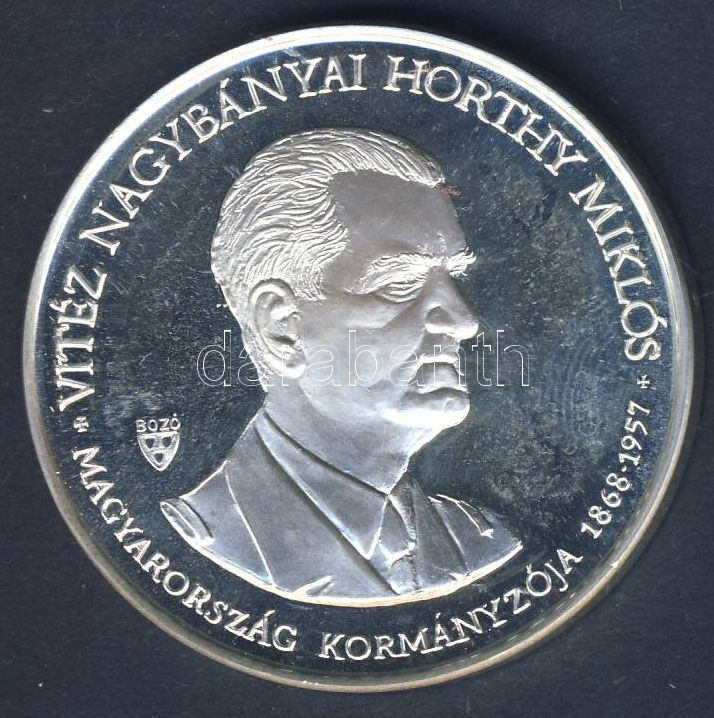 + VITÉZ NAGYBÁNYAI HORTHY MIKLÓS +
MAGYARORSZÁG KORMÁNYZÓJA 1868-1957
BOZÓ
darabanth